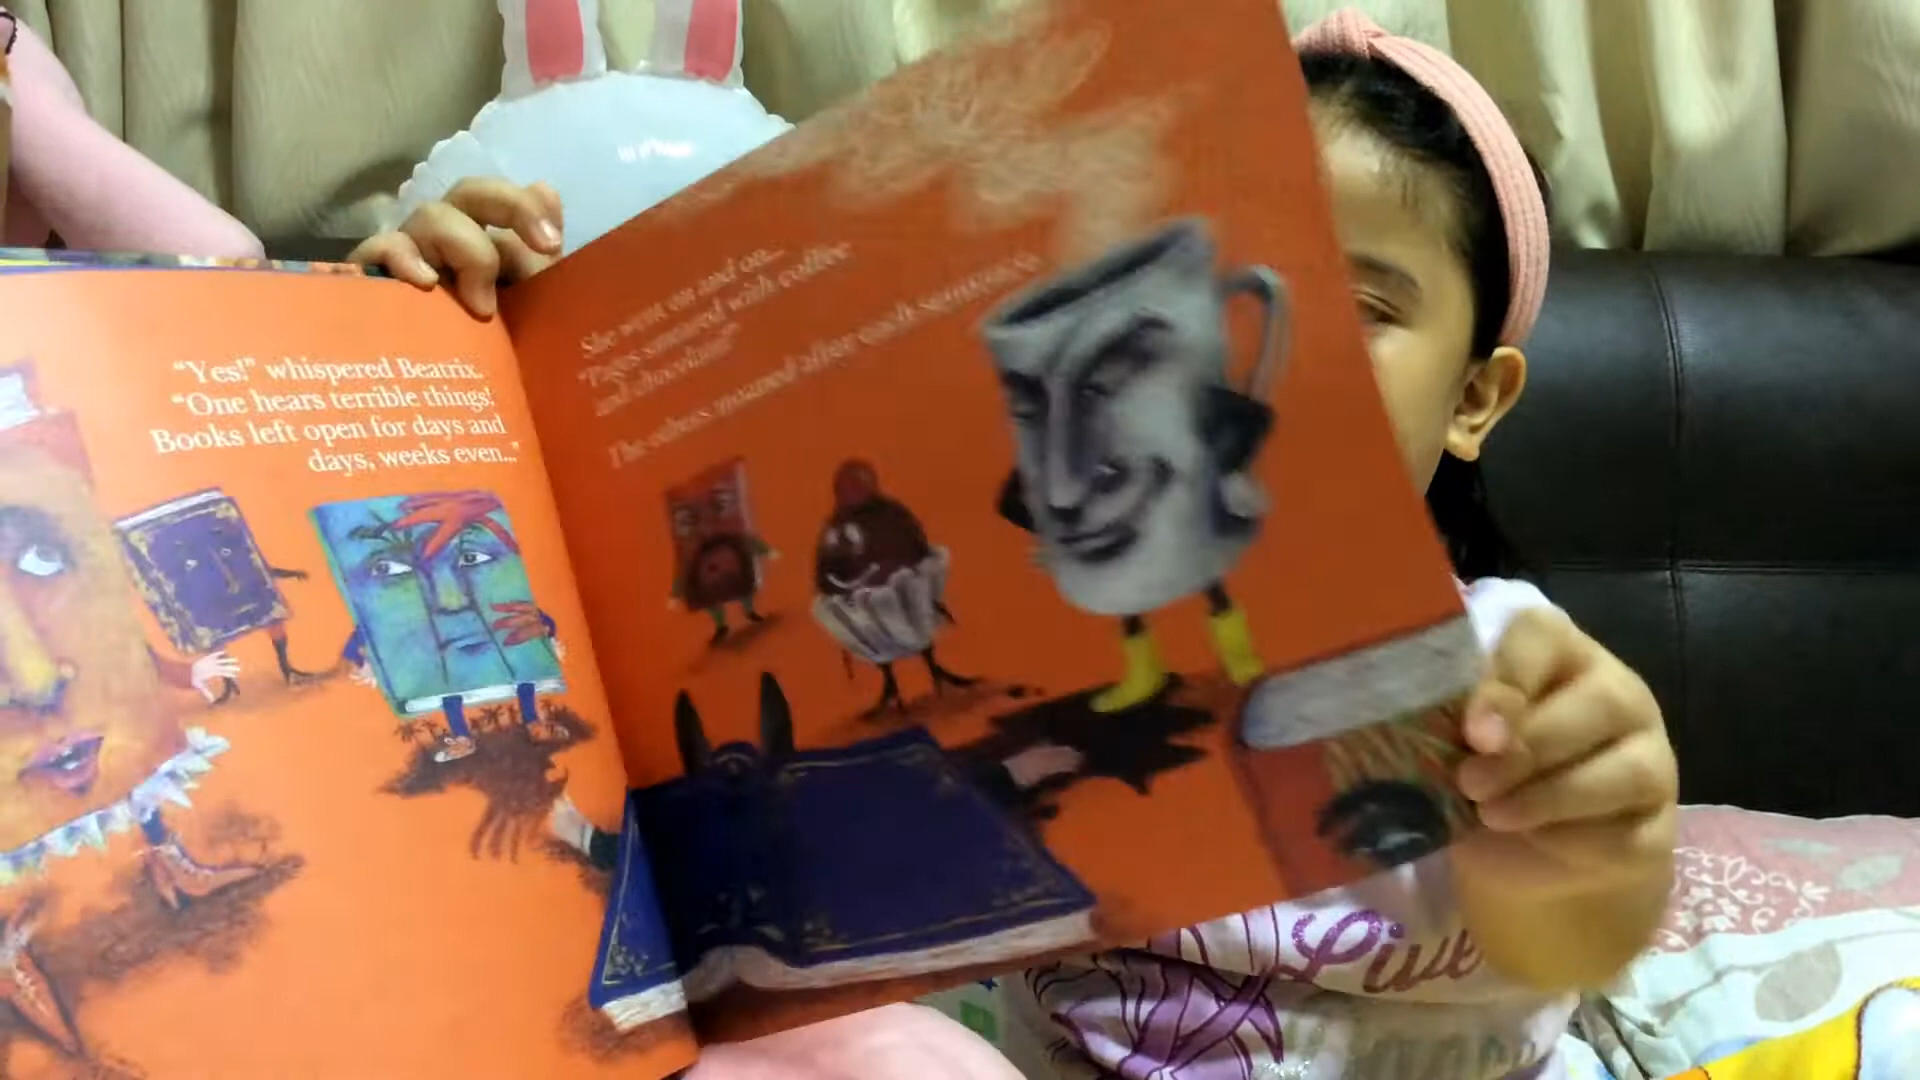 “Yes!” whispered Beatrix.
“One hears terrible things!
Books left open for days and
days, weeks even...”
She went on and on...
“Pages smeared with coffee
and chocolate!”
The others moaned after each sentence.
Live